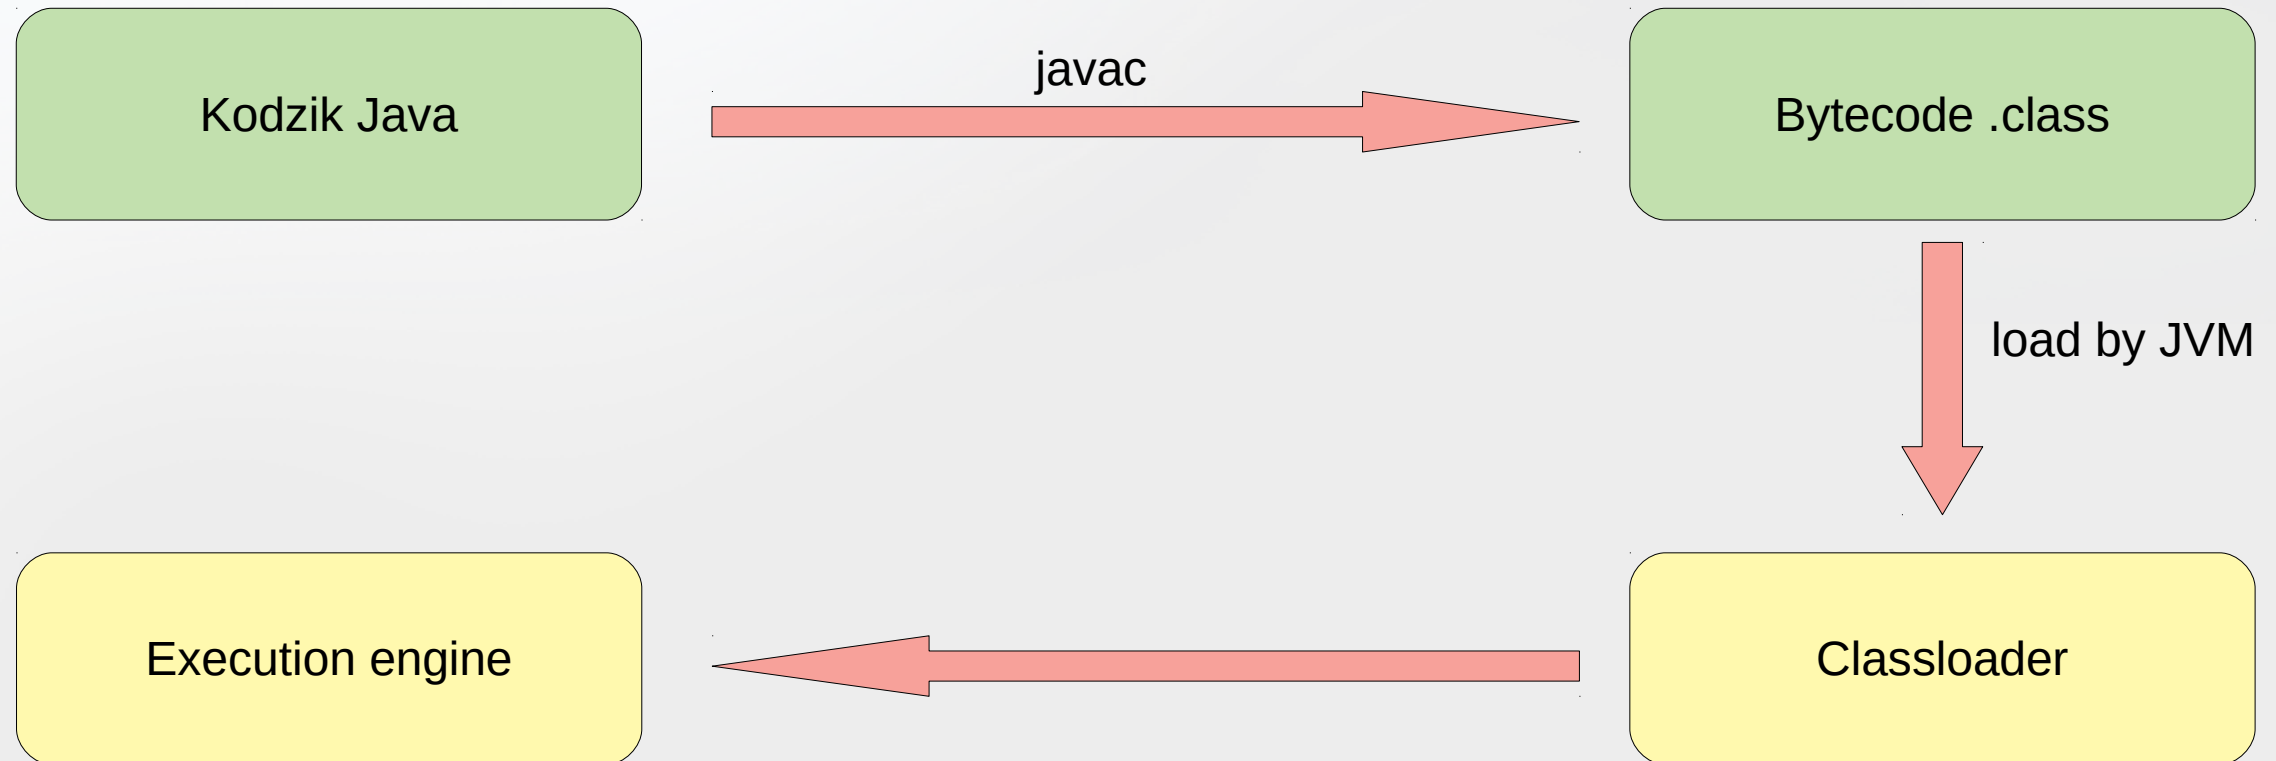 Kodzik Java
javac
Bytecode .class
load by JVM
Execution engine
Classloader